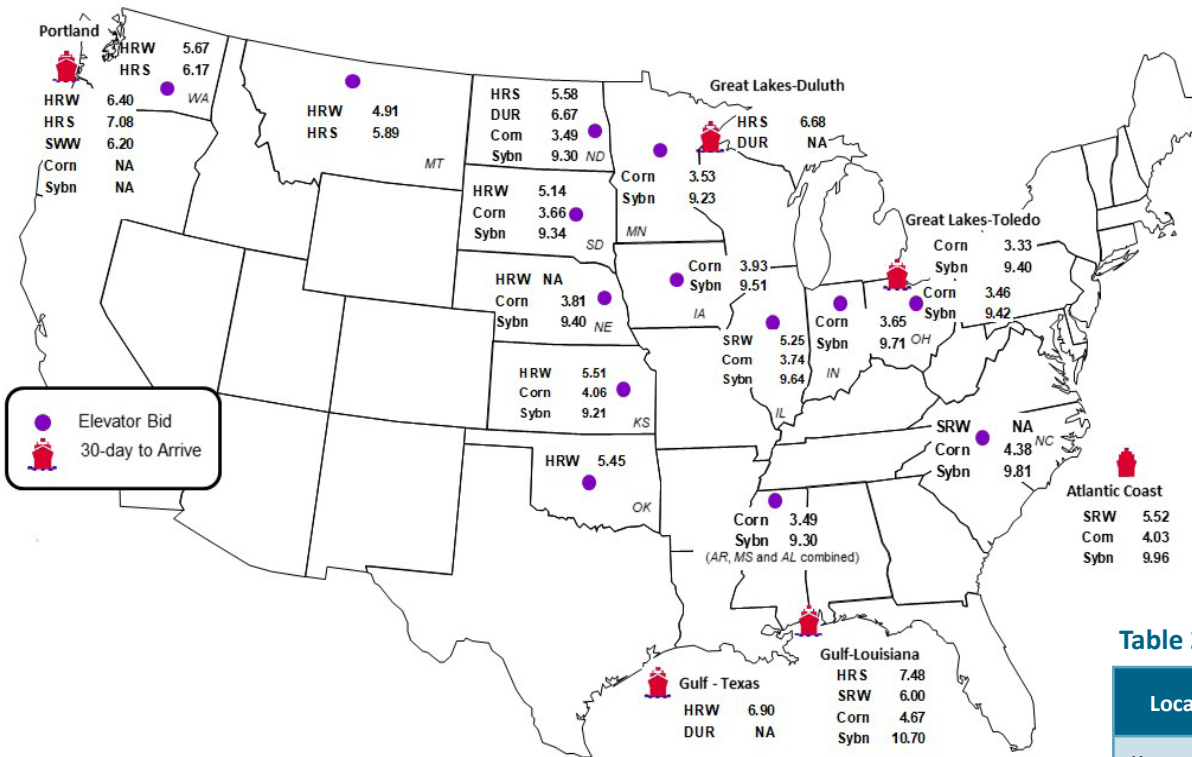 Portland
HRW 5.67
HRS 6.17
WA
HRW 6.40
HRS 7.08
SWW 6.20
Corn NA
Sybn NA
HRW 4.91
HRS 5.89
MT
HRS 5.58
DUR 6.67
Corn 3.49
Sybn 9.30 ND
Great Lakes-Duluth
HRS 6.68
DUR NA
Corn 3.53
Sybn 9.23
MN
HRW 5.14
Corn 3.66
Sybn 9.34
SD
Great Lakes-Toledo
Corn 3.33
Sybn 9.40
HRW NA
Corn 3.81
Sybn 9.40 NE
Corn 3.93
Sybn 9.51
IA
Corn 3.46
Sybn 9.42
OH
Corn 3.65
Sybn 9.71
IN
SRW 5.25
Corn 3.74
Sybn 9.64
IL
HRW 5.51
Corn 4.06
Sybn 9.21
KS
Elevator Bid
30-day to Arrive
HRW 5.45
OK
SRW NA
Corn 4.38
Sybn 9.81
NC
Corn 3.49
Sybn 9.30
(AR, MS and AL combined)
Atlantic Coast
SRW 5.52
Corn 4.03
Sybn 9.96
Gulf-Louisiana
HRS 7.48
SRW 6.00
Corn 4.67
Sybn 10.70
Gulf - Texas
HRW 6.90
DUR NA
Table
Loca